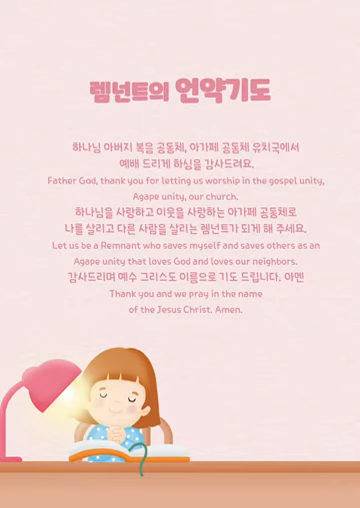 렘넌트의 언약기도
하나님 아버지 복음 공동체, 아가페 공동체 유치국에서
예배 드리게 하심을 감사드려요.
Father God, thank you for letting us worship in the gospel unity,
Agape unity, our church.
하나님을 사랑하고 이웃을 사랑하는 아가페 공동체로
나를 살리고 다른 사람을 살리는 렘넌트가 되게 해 주세요.
Let us be a Remnant who saves myself and saves others as an
Agape unity that loves God and loves our neighbors.
감사드리며 예수 그리스도 이름으로 기도 드립니다. 아멘
Thank you and we pray in the name
of the Jesus Christ. Amen.